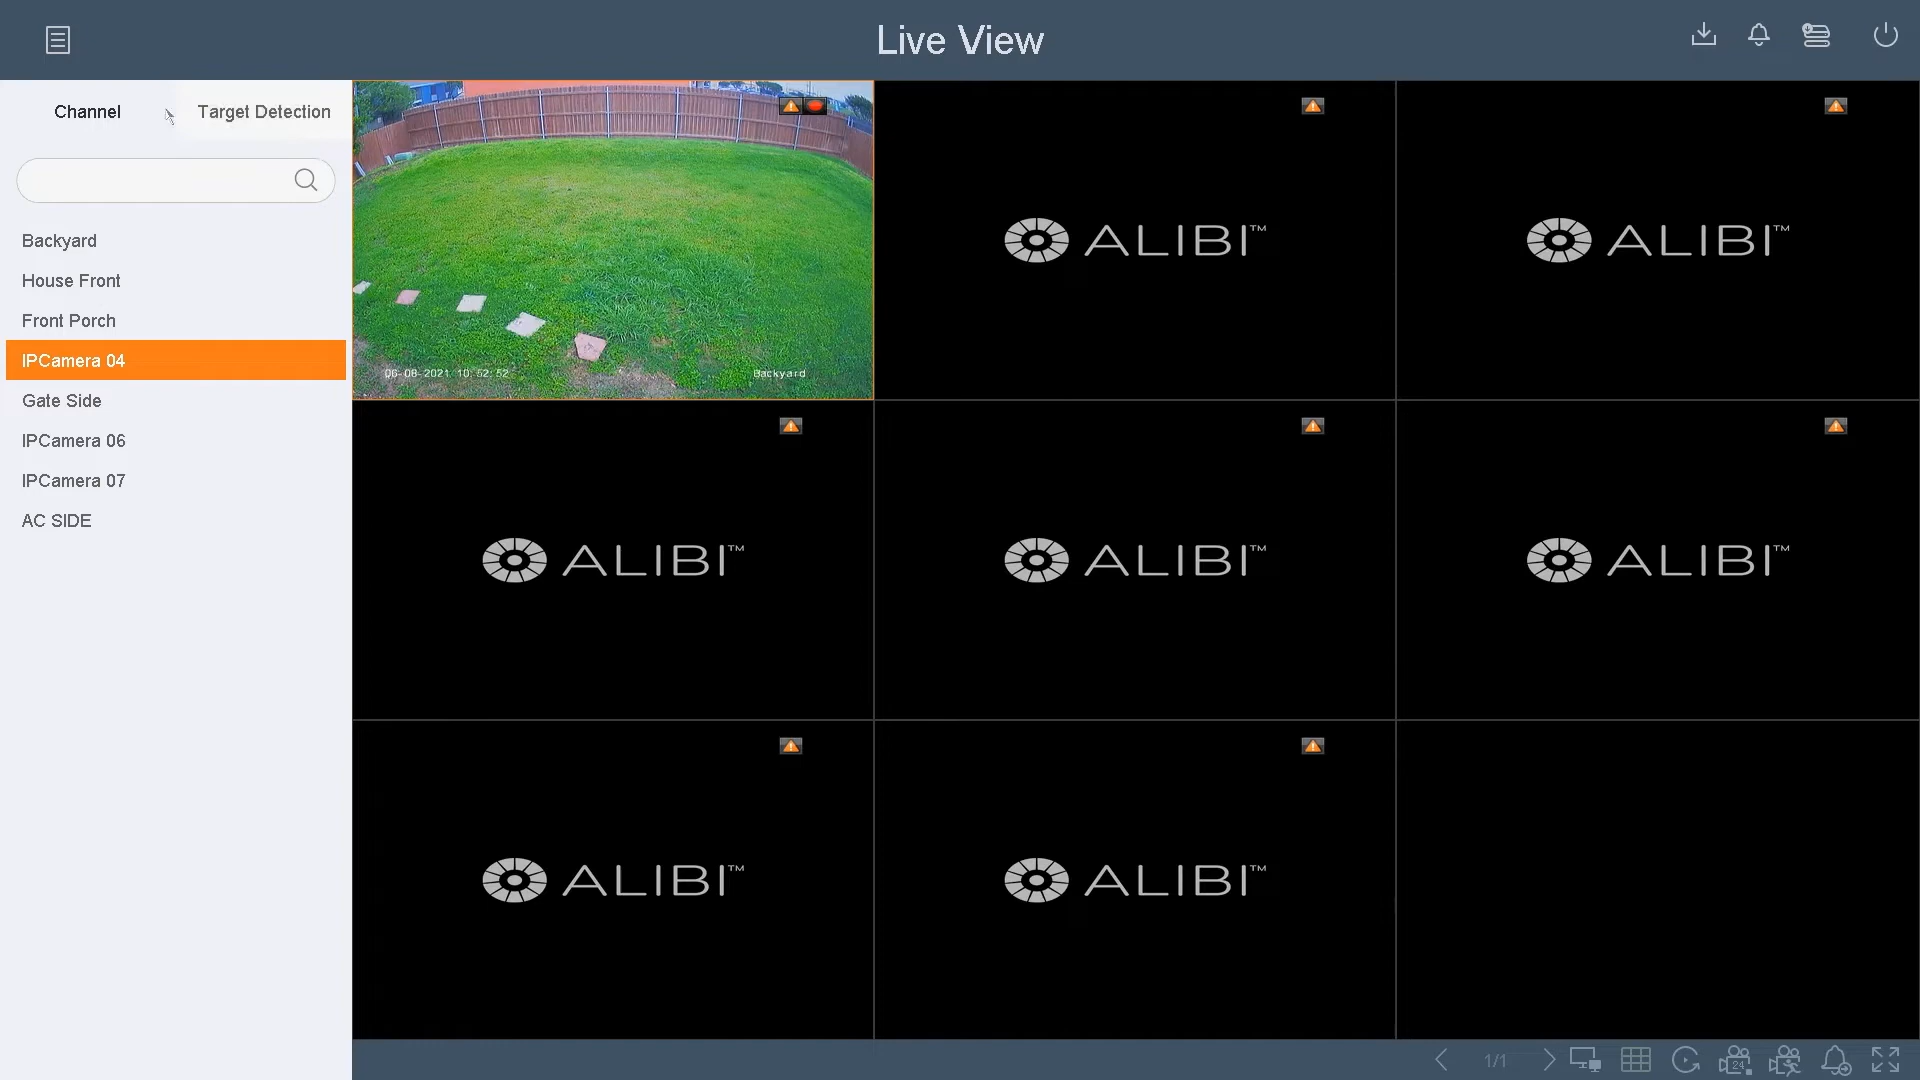 Live View
Channel
Target Detection
Backyard
House Front
Front Porch
IPCamera 04
Gate Side
IPCamera 06
IPCamera 07
AC SIDE
06-08-2021 10:52:52
Backyard
ALIBI™
ALIBI™
ALIBI™
ALIBI™
ALIBI™
ALIBI™
ALIBI™
1/1
24